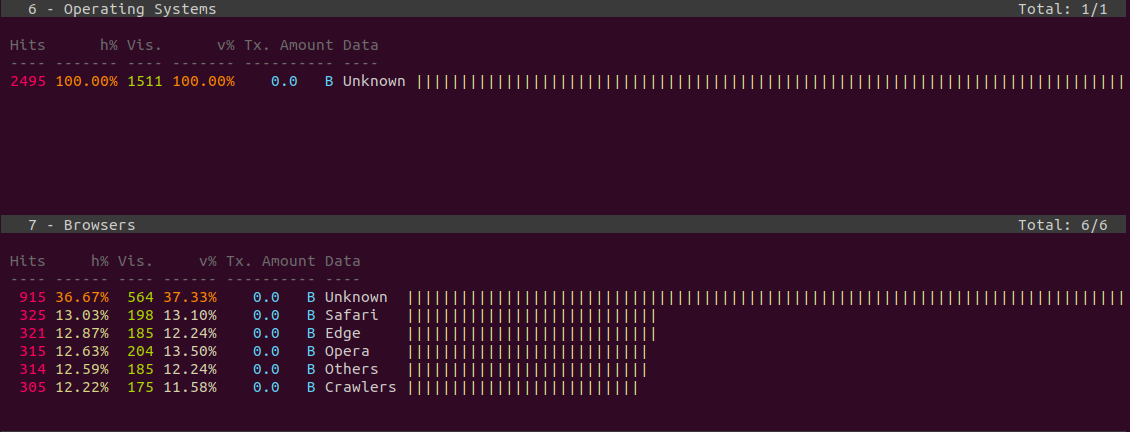 6 - Operating Systems Total: 1/1
Hits h% Vis. v% Tx. Amount Data
---- ------- ---- ------- ---------- ----
2495 100.00% 1511 100.00% 0.0 B Unknown ||||||||||||||||||||||||||||||||||||||||||||||||||||||||||||||||||||||||||||||||
7 - Browsers Total: 6/6
Hits h% Vis. v% Tx. Amount Data
---- ------ ---- ------ ---------- ----
915 36.67% 564 37.33% 0.0 B Unknown |||||||||||||||||||||||||||||||||||||||||||||||||||||||||||||||||||||||||||||||||
325 13.03% 198 13.10% 0.0 B Safari ||||||||||||||||||||||||||||
321 12.87% 185 12.24% 0.0 B Edge ||||||||||||||||||||||||||||
315 12.63% 204 13.50% 0.0 B Opera |||||||||||||||||||||||||||
314 12.59% 185 12.24% 0.0 B Others |||||||||||||||||||||||||||
305 12.22% 175 11.58% 0.0 B Crawlers ||||||||||||||||||||||||||